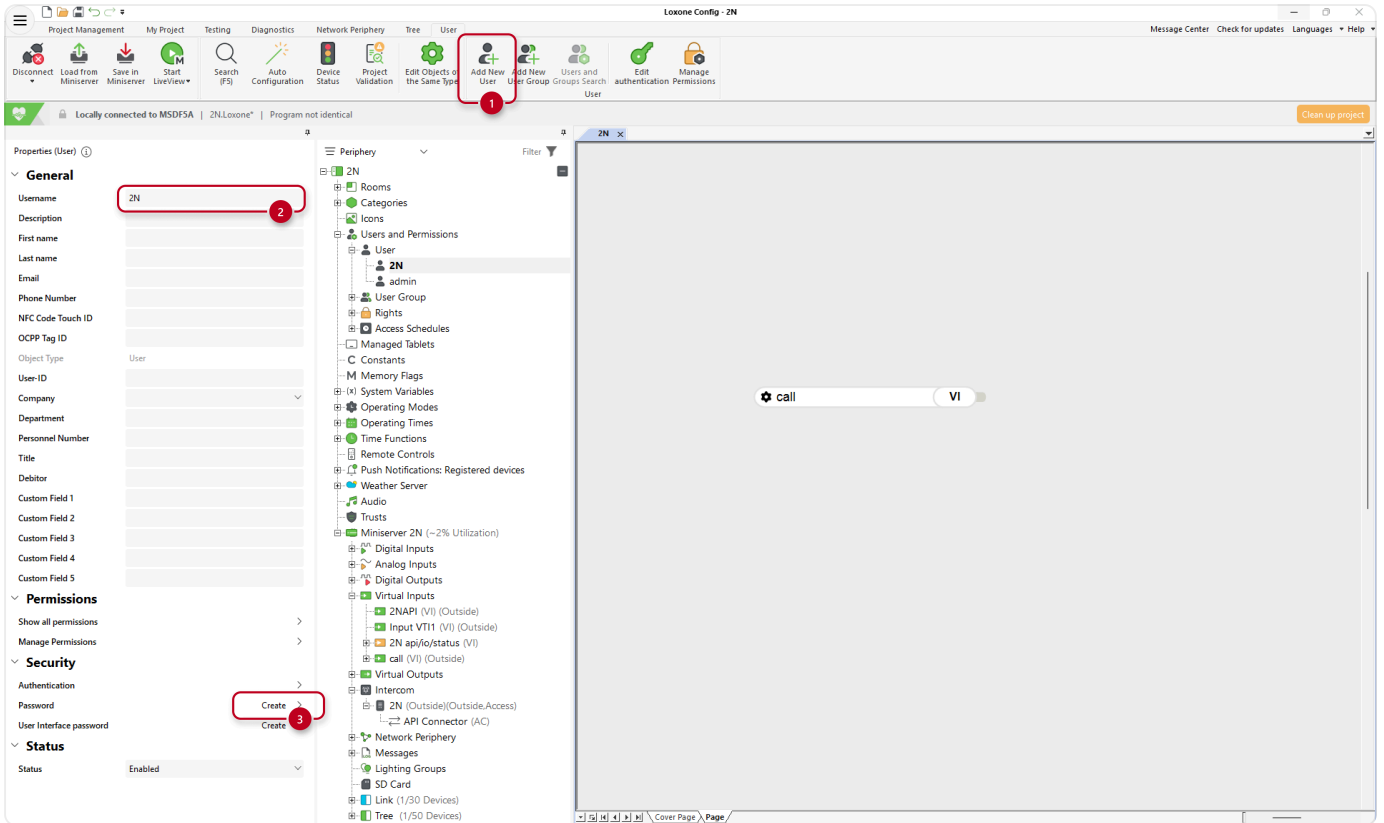 Loxone Config - 2N
Project Management My Project Testing Diagnostics Network Periphery Tree User
Message Center Check for updates Languages Help
Disconnect
Load from Miniserver
Save in Miniserver
Start LiveView
Search (F5)
Auto Configuration
Device Status
Project Validation
Edit Objects of the Same Type
Add New User
Add New User Group
Users and Groups Search
Edit authentication
Manage Permissions
User
1
Locally connected to MSDF5A | 2N.Loxone* | Program not identical
Clean up project
Properties (User)
General
Username 2N
2
Description
First name
Last name
Email
Phone Number
NFC Code Touch ID
OCPP Tag ID
Object Type User
User-ID
Company
Department
Personnel Number
Title
Debitor
Custom Field 1
Custom Field 2
Custom Field 3
Custom Field 4
Custom Field 5
Permissions
Show all permissions
Manage Permissions
Security
Authentication
Password Create
3
User Interface password Create
Status
Status Enabled
Periphery Filter
2N
Rooms
Categories
Icons
Users and Permissions
User
2N
admin
User Group
Rights
Access Schedules
Managed Tablets
C Constants
M Memory Flags
(x) System Variables
Operating Modes
Operating Times
Time Functions
Remote Controls
Push Notifications: Registered devices
Weather Server
Audio
Trusts
Miniserver 2N (~2% Utilization)
Digital Inputs
Analog Inputs
Digital Outputs
Virtual Inputs
2NAPI (VI) (Outside)
Input VTI1 (VI) (Outside)
2N api/io/status (VI)
call (VI) (Outside)
Virtual Outputs
Intercom
2N (Outside)(Outside,Access)
API Connector (AC)
Network Periphery
Messages
Lighting Groups
SD Card
Link (1/30 Devices)
Tree (1/50 Devices)
2N
call VI
Cover Page Page